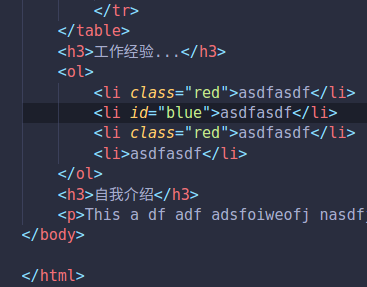 </tr>
</table>
<h3>工作经验...</h3>
<ol>
<li class="red">asdfasdf</li>
<li id="blue">asdfasdf</li>
<li class="red">asdfasdf</li>
<li>asdfasdf</li>
</ol>
<h3>自我介绍</h3>
<p>This a df adf adsfoiweofj nasdf
</body>
</html>